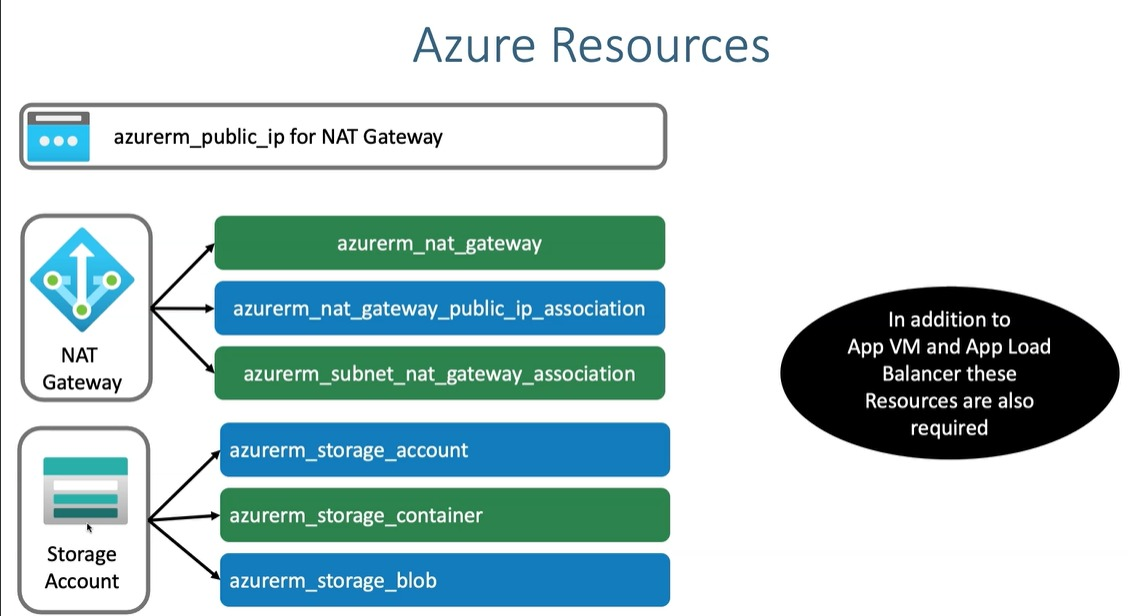 Azure Resources
azurerm_public_ip for NAT Gateway
NAT
Gateway
azurerm_nat_gateway
azurerm_nat_gateway_public_ip_association
azurerm_subnet_nat_gateway_association
Storage
Account
azurerm_storage_account
azurerm_storage_container
azurerm_storage_blob
In addition to
App VM and App Load
Balancer these
Resources are also
required